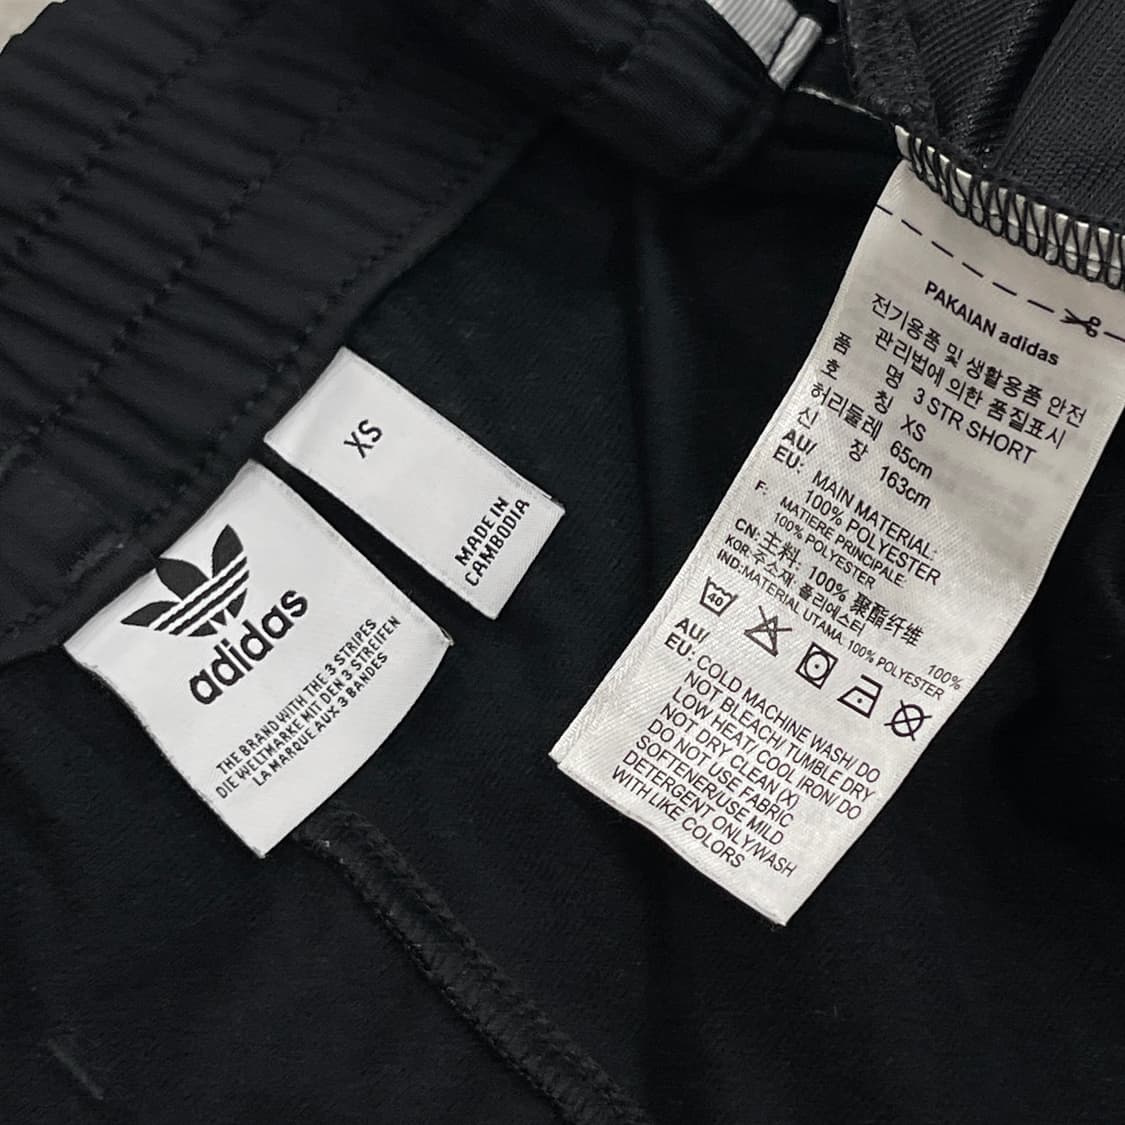 XS
MADE IN
CAMBODIA
adidas
THE BRAND WITH THE 3 STRIPES
DIE WELTMARKE MIT DEN 3 STREIFEN
LA MARQUE AUX 3 BANDES
PAKAIAN adidas
전기용품 및 생활용품 안전
관리법에 의한 품질표시
품 명 3 STR SHORT
호 칭 XS
허리둘레 65cm
신 장 163cm
AU/
EU: MAIN MATERIAL:
100% POLYESTER
F: MATIERE PRINCIPALE:
100% POLYESTER
CN: 主料: 100% 聚酯纤维
KOR: 주소재: 폴리에스터 100%
IND: MATERIAL UTAMA: 100% POLYESTER
40
AU/
EU: COLD MACHINE WASH/ DO
NOT BLEACH/ TUMBLE DRY
LOW HEAT/ COOL IRON/ DO
NOT DRY CLEAN (X)
DO NOT USE FABRIC
SOFTENER/USE MILD
DETERGENT ONLY/WASH
WITH LIKE COLORS